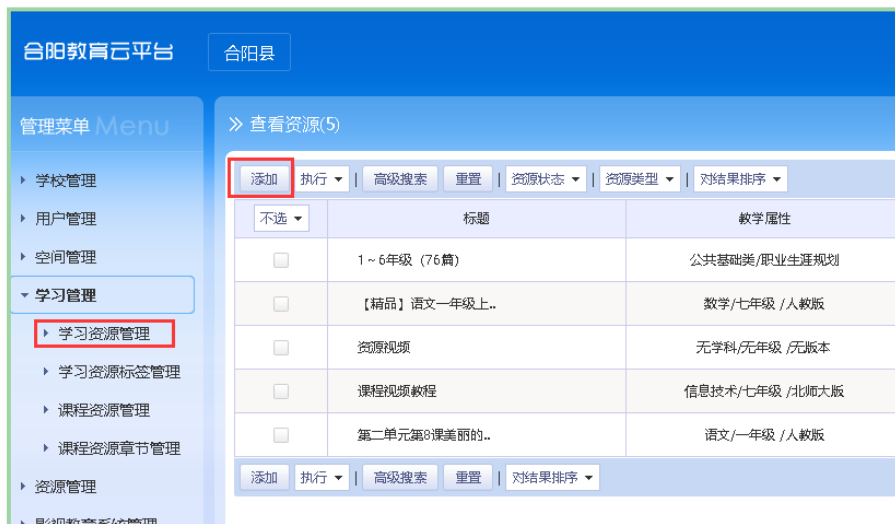 合阳教育云平台 合阳县
管理菜单 Menu
» 查看资源(5)
学校管理
用户管理
空间管理
学习管理
学习资源管理
学习资源标签管理
课程资源管理
课程资源章节管理
资源管理
影视教育系统管理
添加 执行 | 高级搜索 重置 | 资源状态 | 资源类型 | 对结果排序
不选 标题 教学属性
1~6年级（76篇） 公共基础类/职业生涯规划
【精品】语文一年级上.. 数学/七年级 /人教版
资源视频 无学科/无年级 /无版本
课程视频教程 信息技术/七年级 /北师大版
第二单元第8课美丽的.. 语文/一年级 /人教版
添加 执行 | 高级搜索 重置 | 对结果排序